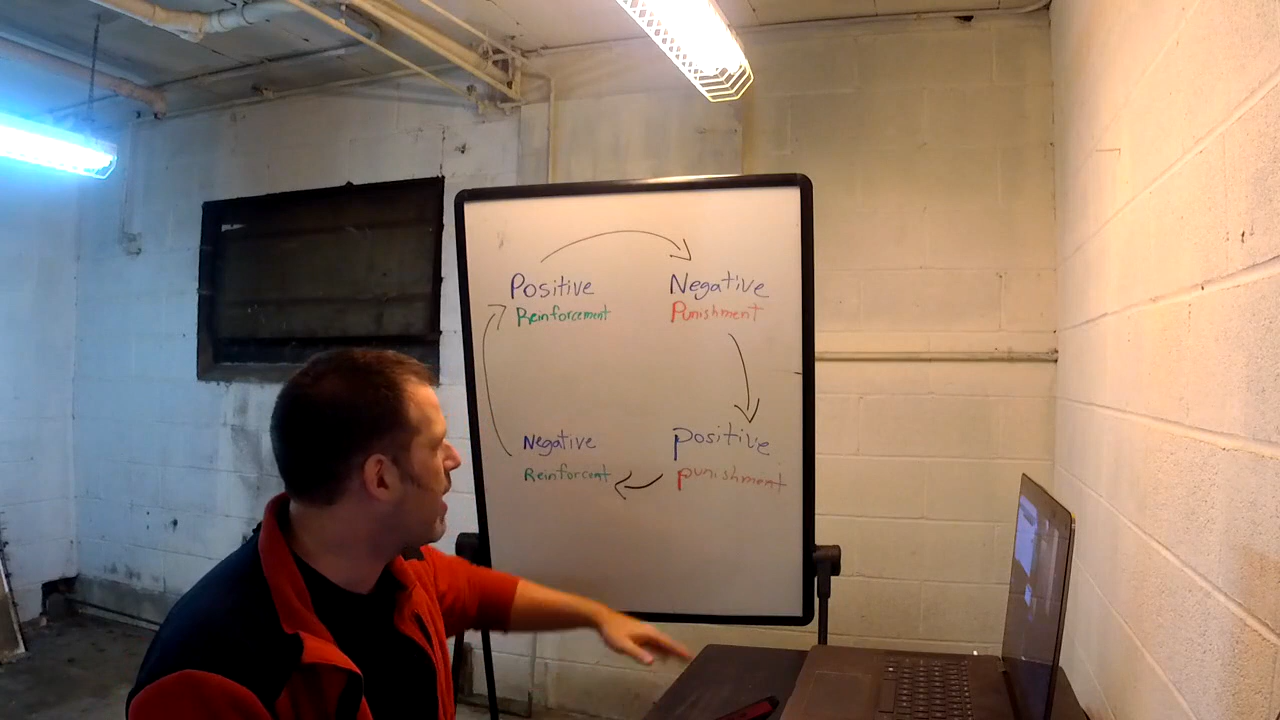 Positive
Reinforcement
Negative
Punishment
Negative
Reinforcent
positive
punishment